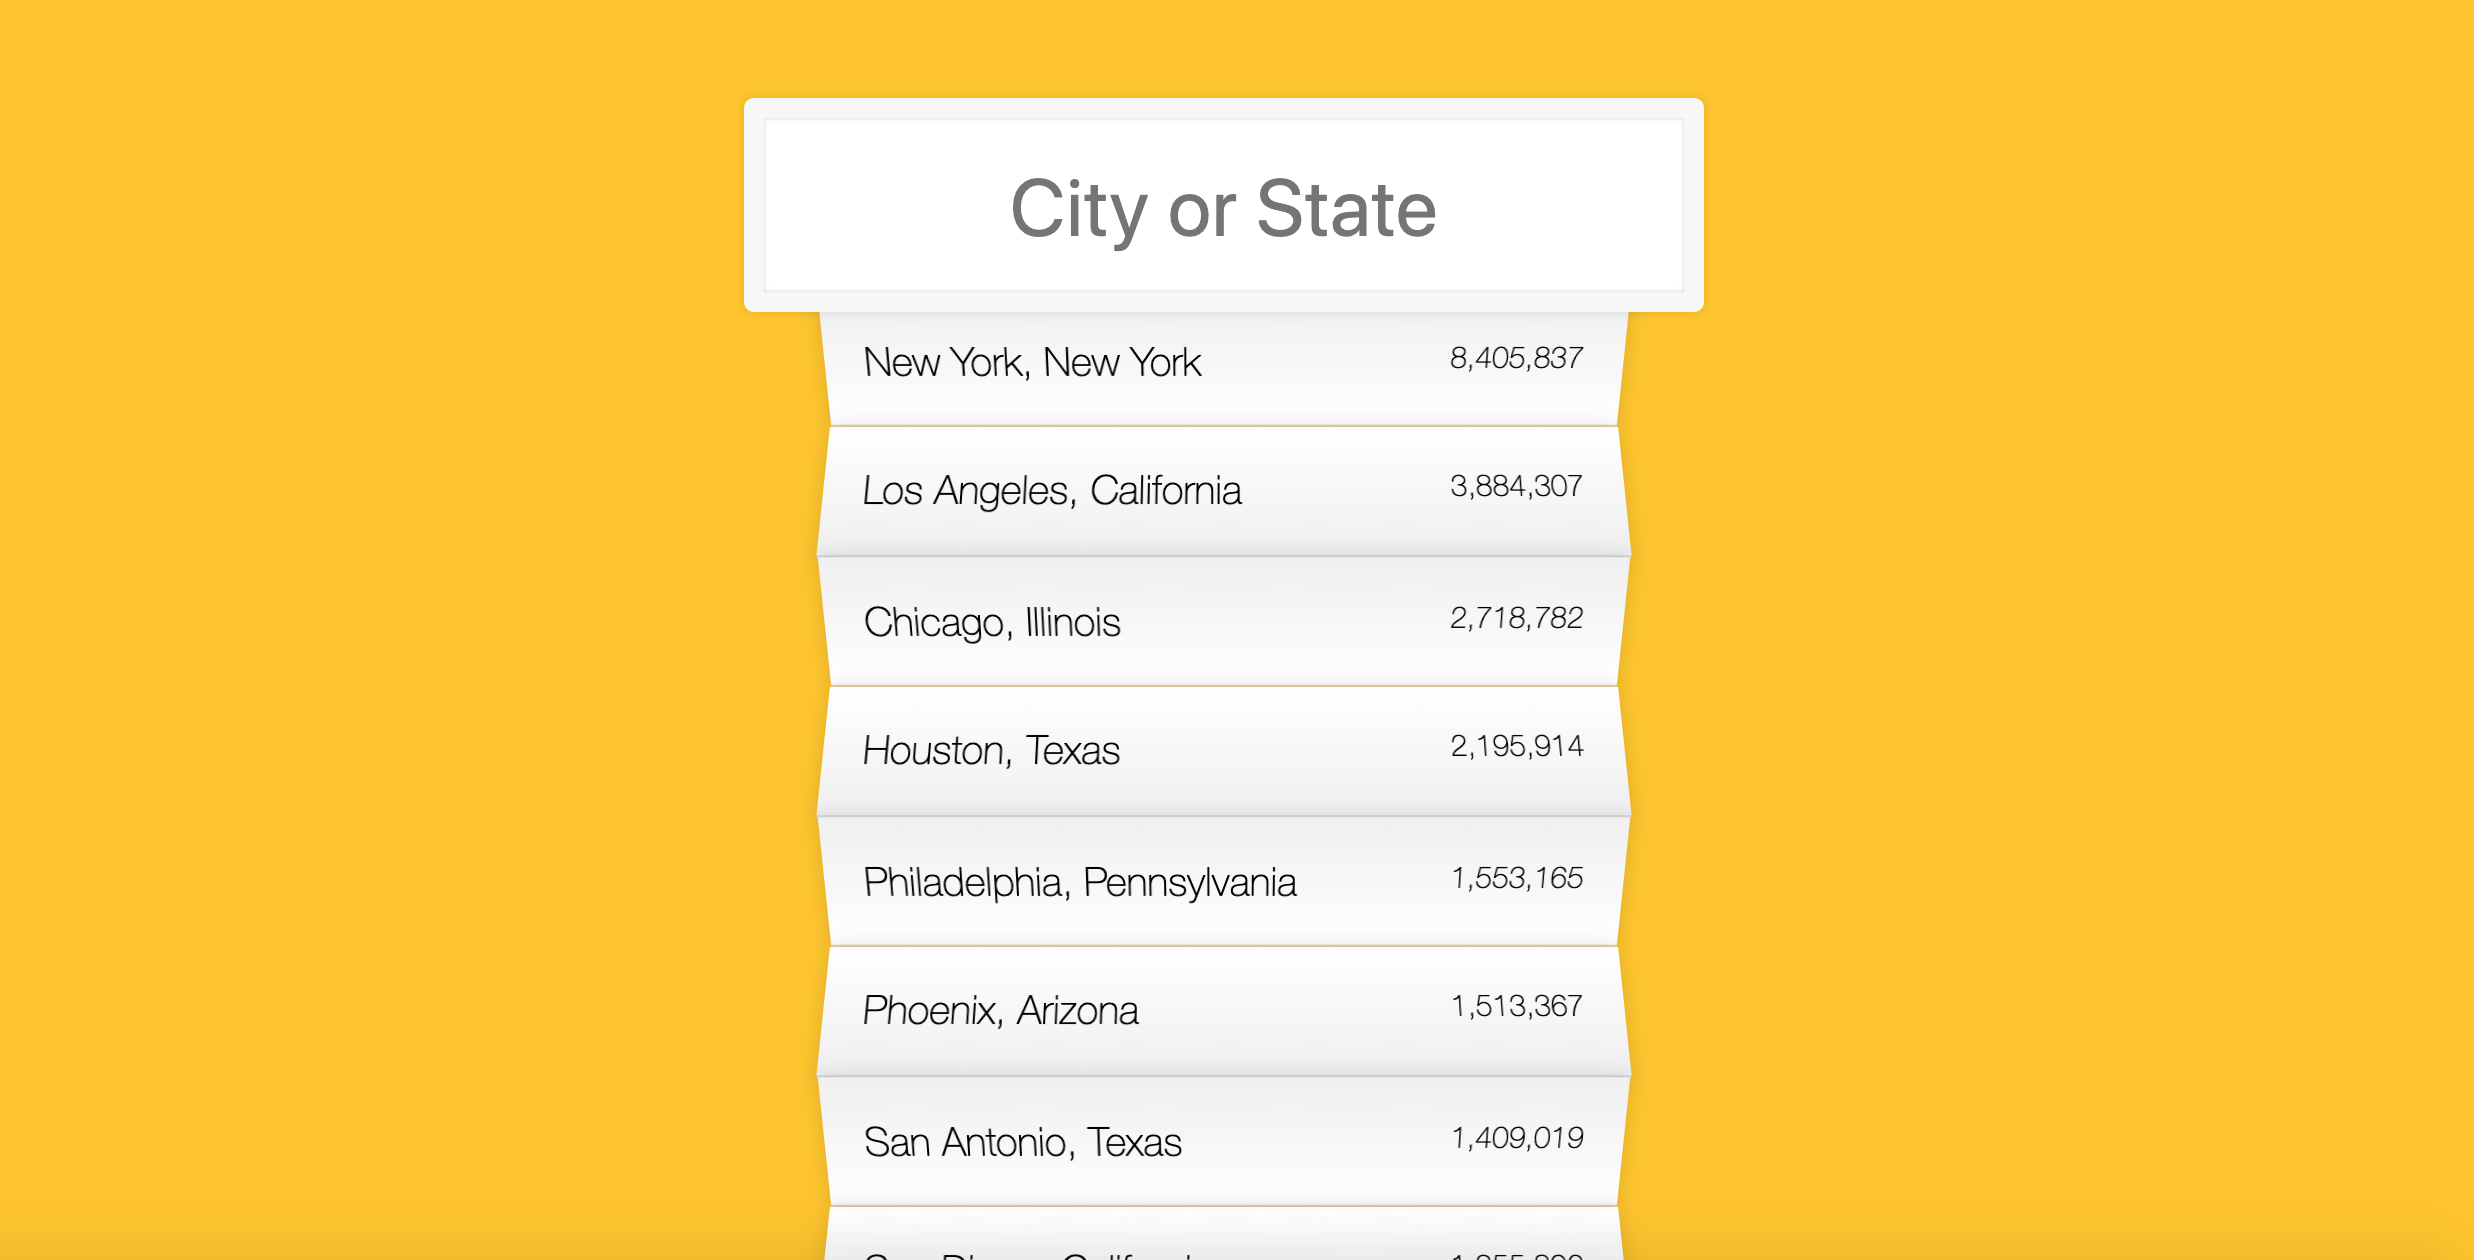 City or State
New York, New York 8,405,837
Los Angeles, California 3,884,307
Chicago, Illinois 2,718,782
Houston, Texas 2,195,914
Philadelphia, Pennsylvania 1,553,165
Phoenix, Arizona 1,513,367
San Antonio, Texas 1,409,019